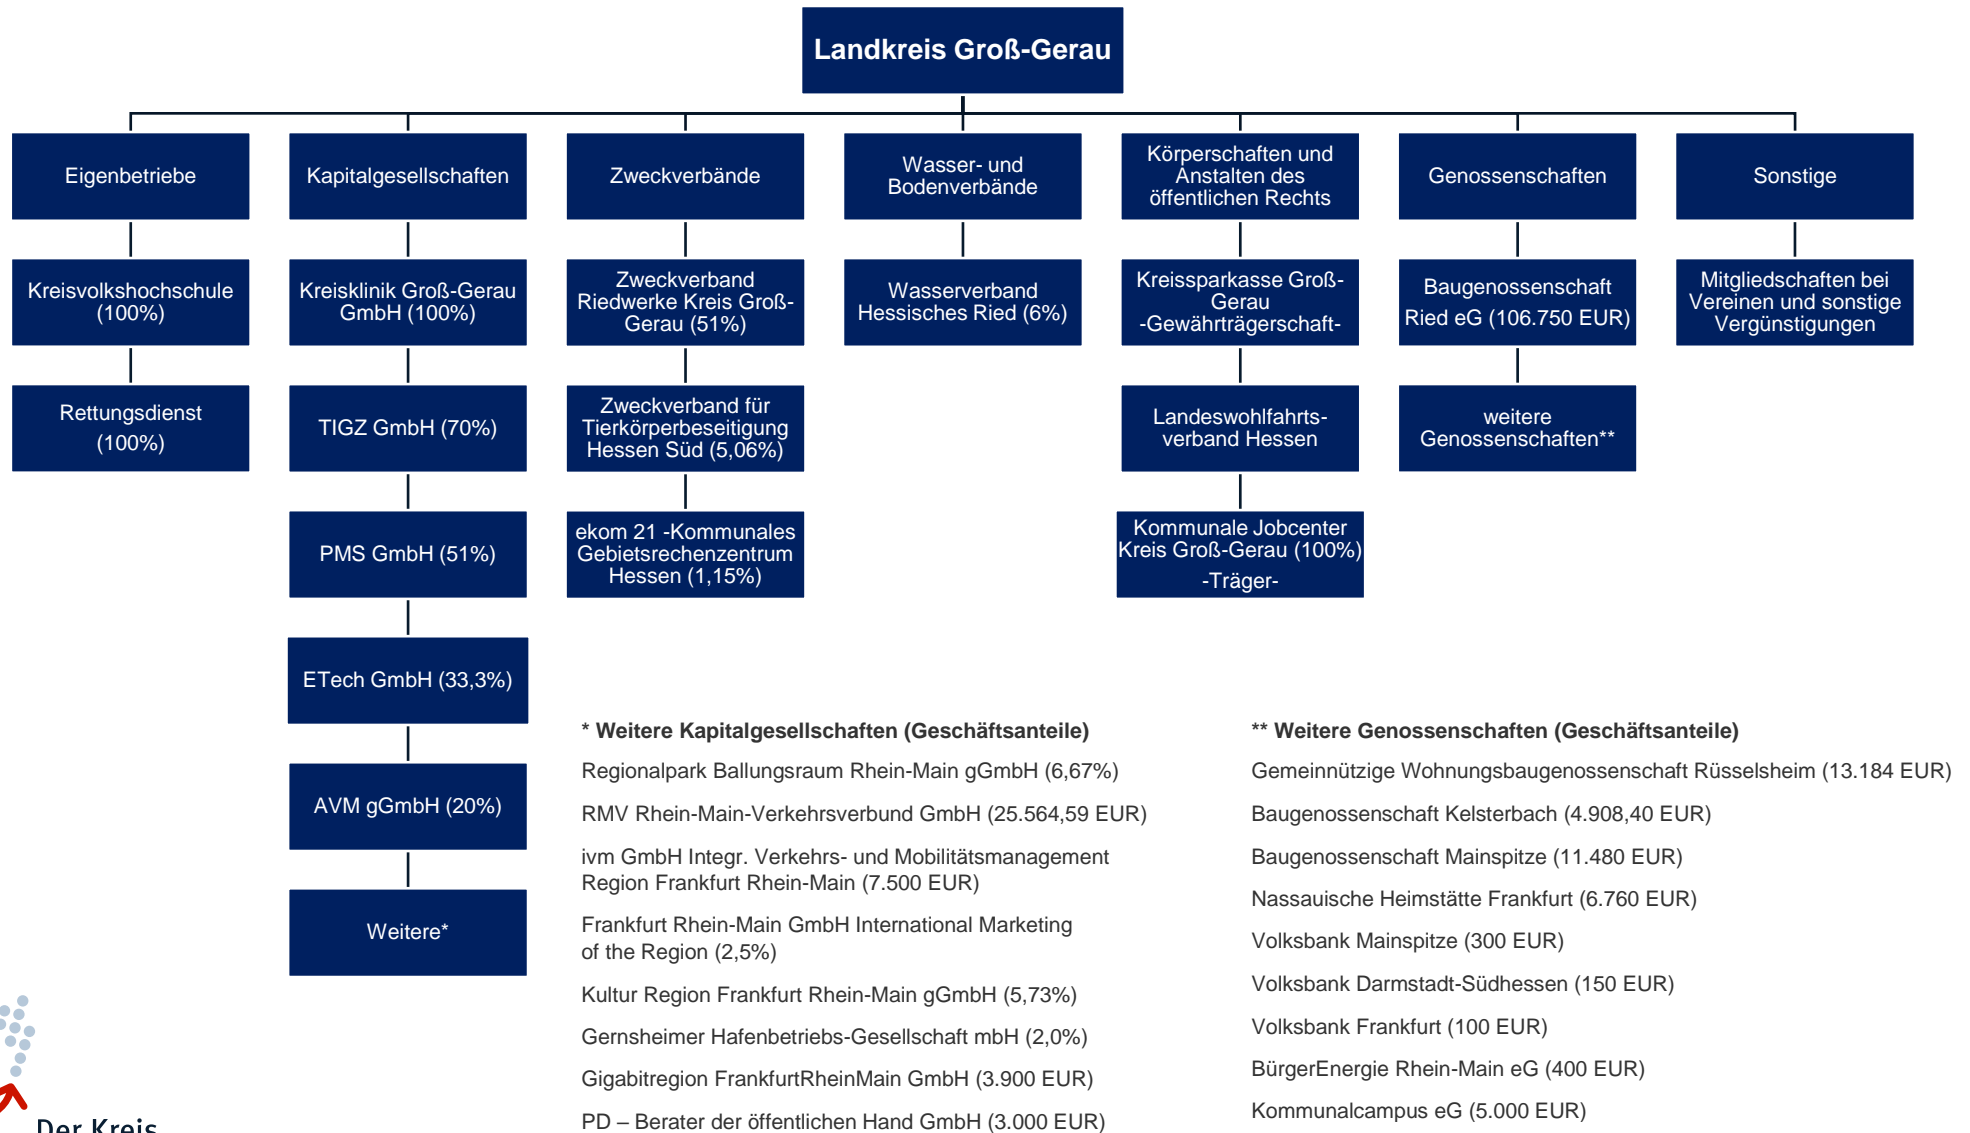 Landkreis Groß-Gerau
Eigenbetriebe
Kreisvolkshochschule
(100%)
Rettungsdienst
(100%)
Kapitalgesellschaften
Kreisklinik Groß-Gerau
GmbH (100%)
TIGZ GmbH (70%)
PMS GmbH (51%)
ETech GmbH (33,3%)
AVM gGmbH (20%)
Weitere*
Zweckverbände
Zweckverband
Riedwerke Kreis Groß-
Gerau (51%)
Zweckverband für
Tierkörperbeseitigung
Hessen Süd (5,06%)
ekom 21 -Kommunales
Gebietsrechenzentrum
Hessen (1,15%)
Wasser- und
Bodenverbände
Wasserverband
Hessisches Ried (6%)
Körperschaften und
Anstalten des
öffentlichen Rechts
Kreissparkasse Groß-
Gerau
-Gewährträgerschaft-
Landeswohlfahrts-
verband Hessen
Kommunale Jobcenter
Kreis Groß-Gerau (100%)
-Träger-
Genossenschaften
Baugenossenschaft
Ried eG (106.750 EUR)
weitere
Genossenschaften**
Sonstige
Mitgliedschaften bei
Vereinen und sonstige
Vergünstigungen
* Weitere Kapitalgesellschaften (Geschäftsanteile)
Regionalpark Ballungsraum Rhein-Main gGmbH (6,67%)
RMV Rhein-Main-Verkehrsverbund GmbH (25.564,59 EUR)
ivm GmbH Integr. Verkehrs- und Mobilitätsmanagement
Region Frankfurt Rhein-Main (7.500 EUR)
Frankfurt Rhein-Main GmbH International Marketing
of the Region (2,5%)
Kultur Region Frankfurt Rhein-Main gGmbH (5,73%)
Gernsheimer Hafenbetriebs-Gesellschaft mbH (2,0%)
Gigabitregion FrankfurtRheinMain GmbH (3.900 EUR)
PD – Berater der öffentlichen Hand GmbH (3.000 EUR)
** Weitere Genossenschaften (Geschäftsanteile)
Gemeinnützige Wohnungsbaugenossenschaft Rüsselsheim (13.184 EUR)
Baugenossenschaft Kelsterbach (4.908,40 EUR)
Baugenossenschaft Mainspitze (11.480 EUR)
Nassauische Heimstätte Frankfurt (6.760 EUR)
Volksbank Mainspitze (300 EUR)
Volksbank Darmstadt-Südhessen (150 EUR)
Volksbank Frankfurt (100 EUR)
BürgerEnergie Rhein-Main eG (400 EUR)
Kommunalcampus eG (5.000 EUR)
Der Kreis